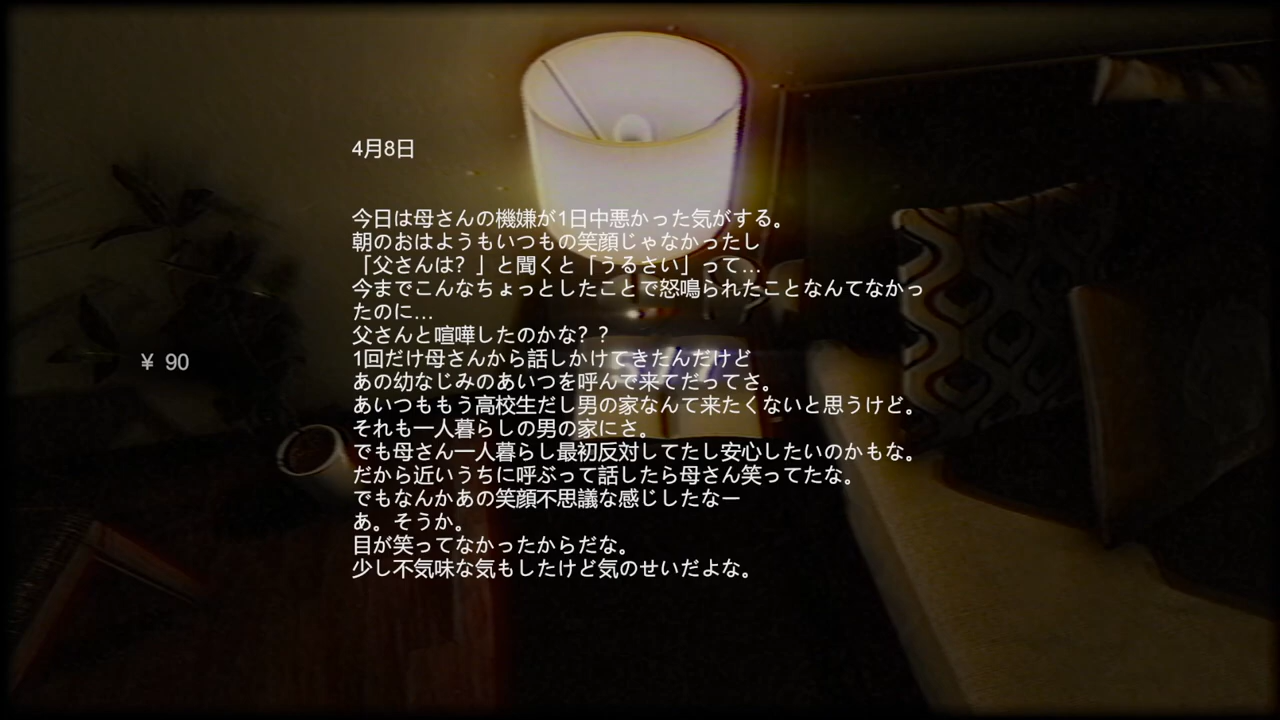 4月8日
今日は母さんの機嫌が1日中悪かった気がする。
朝のおはようもいつもの笑顔じゃなかったし
「父さんは？」と聞くと「うるさい」って…
今までこんなちょっとしたことで怒鳴られたことなんてなかっ
たのに…
父さんと喧嘩したのかな？？
1回だけ母さんから話しかけてきたんだけど
あの幼なじみのあいつを呼んで来てだってさ。
あいつももう高校生だし男の家なんて来たくないと思うけど。
それも一人暮らしの男の家にさ。
でも母さん一人暮らし最初反対してたし安心したいのかもな。
だから近いうちに呼ぶって話したら母さん笑ってたな。
でもなんかあの笑顔不思議な感じしたなー
あ。そうか。
目が笑ってなかったからだな。
少し不気味な気もしたけど気のせいだよな。
￥ 90